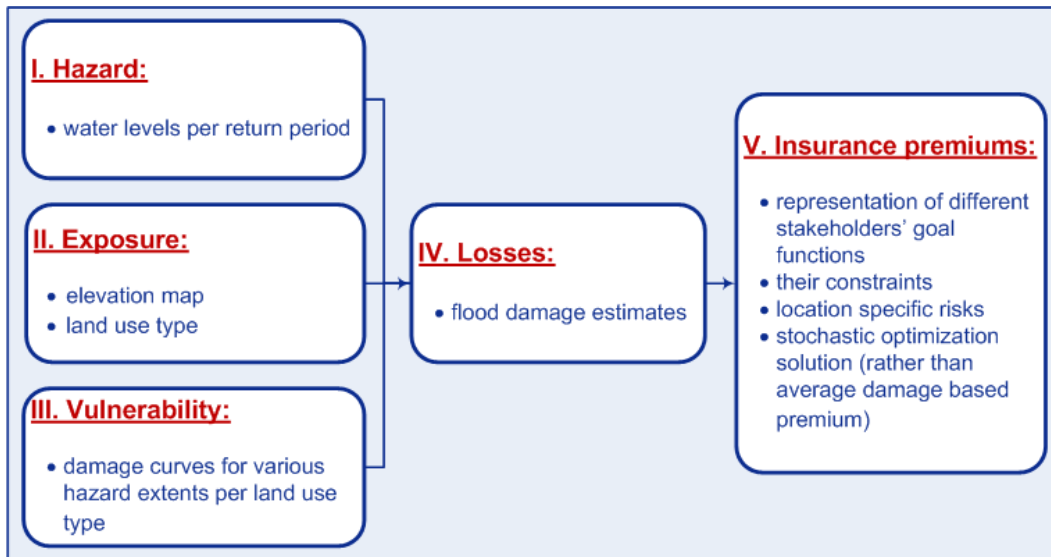 I. Hazard:
• water levels per return period
II. Exposure:
• elevation map
• land use type
III. Vulnerability:
• damage curves for various
hazard extents per land use
type
IV. Losses:
• flood damage estimates
V. Insurance premiums:
• representation of different
stakeholders’ goal
functions
• their constraints
• location specific risks
• stochastic optimization
solution (rather than
average damage based
premium)